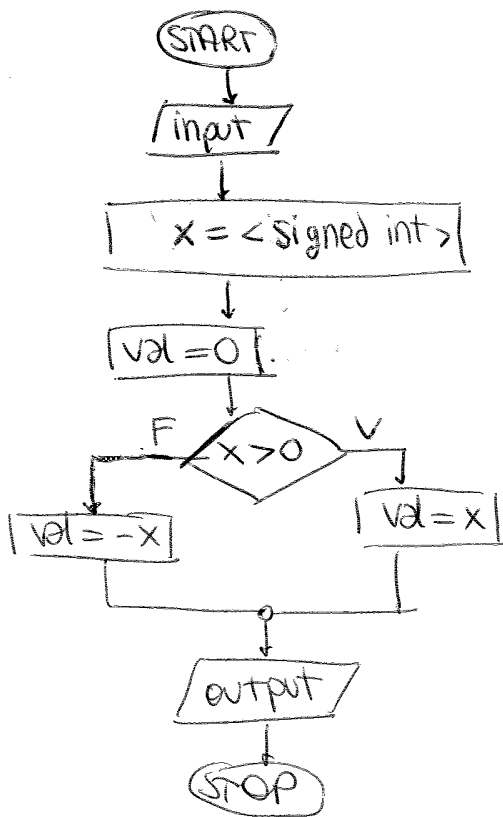 START
input
x = < signed int >
val = 0
F
x > 0
V
val = -x
val = x
output
STOP